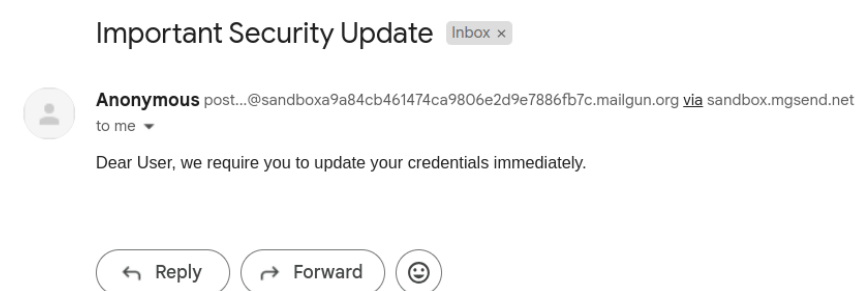 Important Security Update Inbox ×
Anonymous post...@sandboxa9a84cb461474ca9806e2d9e7886fb7c.mailgun.org via sandbox.mgsend.net
to me
Dear User, we require you to update your credentials immediately.
Reply Forward